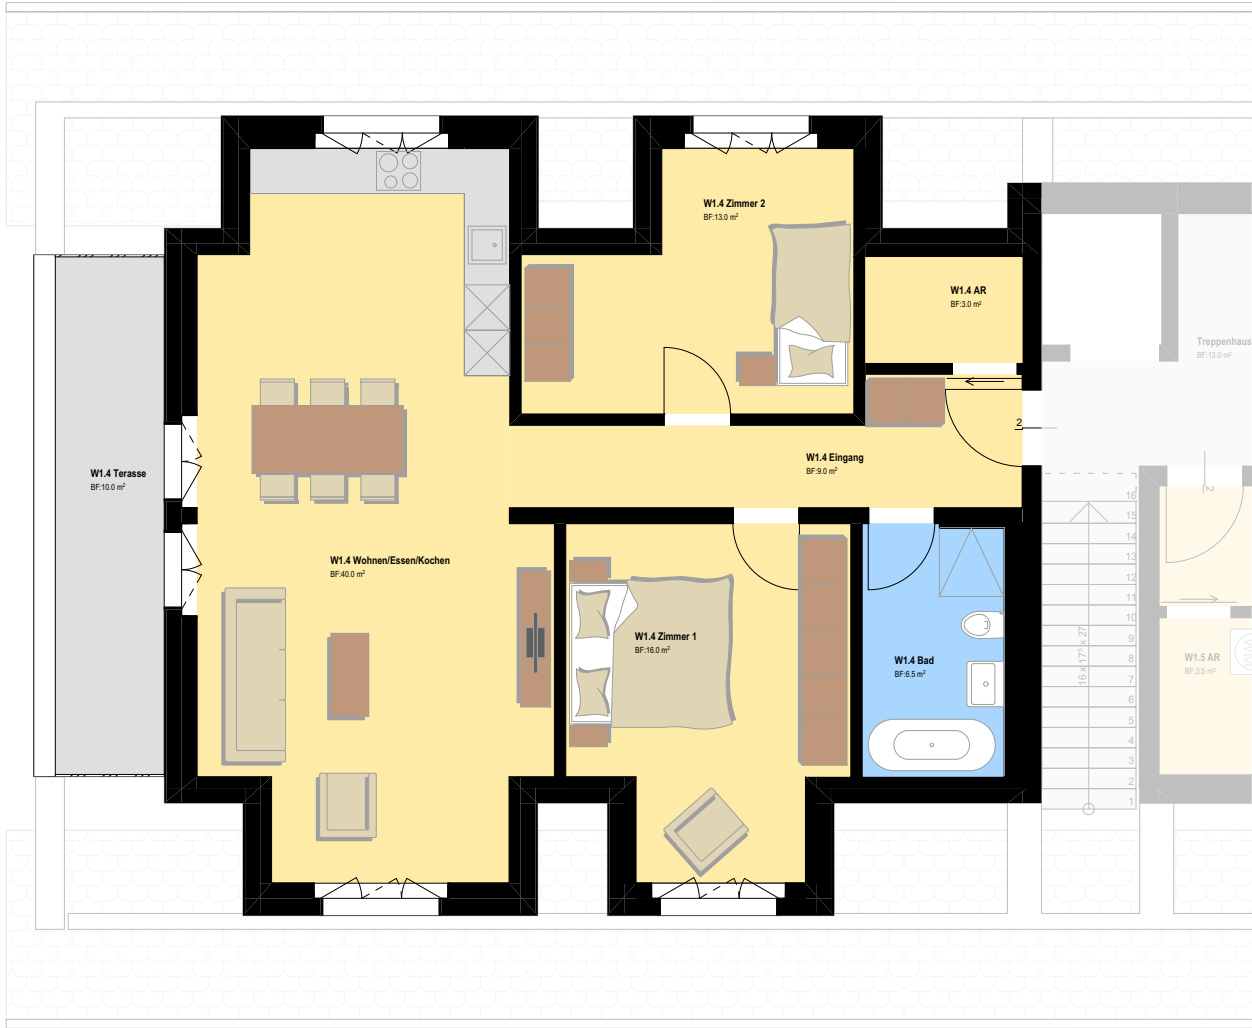 W1.4 Zimmer 2
BF:13.0 m²
W1.4 AR
BF:3.0 m²
Treppenhaus
BF:13.0 m²
2
W1.4 Eingang
BF:9.0 m²
W1.4 Terasse
BF:10.0 m²
2
16
15
14
13
12
11
10
9
8
7
6
5
4
3
2
1
16 x 17⁵ x 27
W1.4 Wohnen/Essen/Kochen
BF:40.0 m²
W1.4 Zimmer 1
BF:16.0 m²
W1.4 Bad
BF:6.5 m²
W1.5 AR
BF:3.5 m²